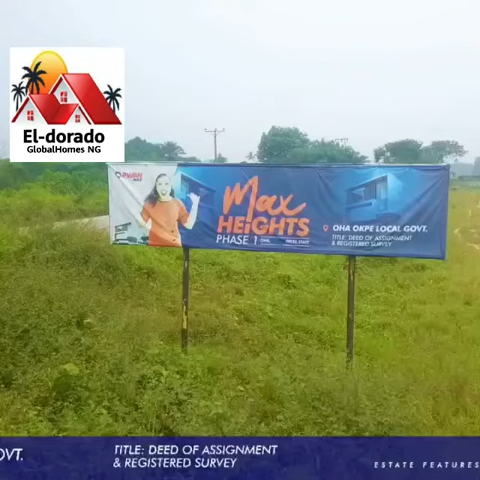 El-dorado
GlobalHomes NG
Max
HEIGHTS
PHASE 1
OHA OKPE LOCAL GOVT.
TITLE: DEED OF ASSIGNMENT
& REGISTERED SURVEY
OVT.
TITLE: DEED OF ASSIGNMENT
& REGISTERED SURVEY
ESTATE FEATURES